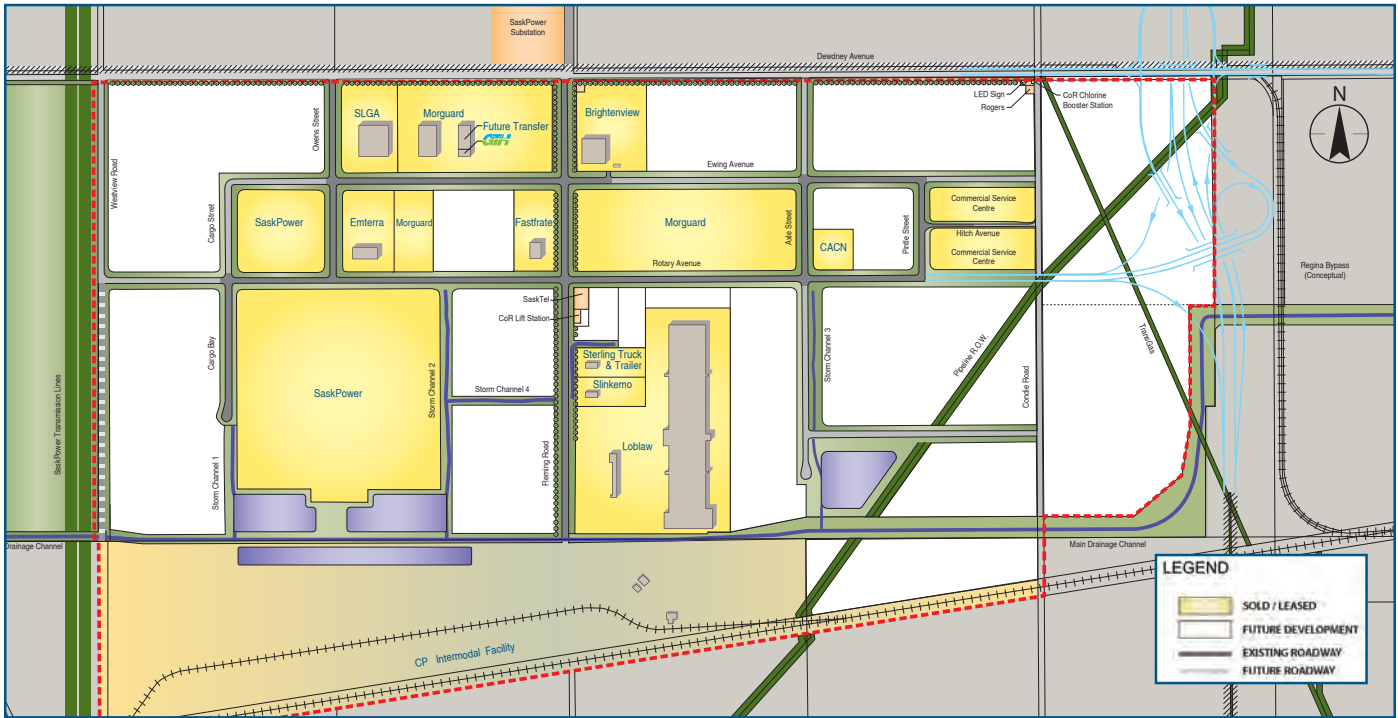 SaskPower
Substation
Dewdney Avenue
LED Sign
Rogers
CoR Chlorine
Booster Station
N
SLGA
Morguard
Future Transfer
GTH
Brightenview
Owens Street
Westview Road
Ewing Avenue
Cargo Stret
SaskPower
Emterra
Morguard
Fastfrate
Morguard
Axle Street
CACN
Pintle Street
Commercial Service
Centre
Hitch Avenue
Commercial Service
Centre
Rotary Avenue
Regina Bypass
(Conceptual)
SaskTel
CoR Lift Station
Cargo Bay
Storm Channel 2
Storm Channel 3
Pipeline R.O.W.
TransGas
Condie Road
Sterling Truck
& Trailer
Slinkemo
SaskPower
Storm Channel 4
SaskPower Transmission Lines
Storm Channel 1
Fleming Road
Loblaw
Drainage Channel
Main Drainage Channel
CP Intermodal Facility
LEGEND
SOLD / LEASED
FUTURE DEVELOPMENT
EXISTING ROADWAY
FUTURE ROADWAY